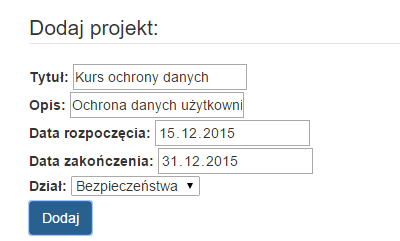 Dodaj projekt:
Tytuł: Kurs ochrony danych
Opis: Ochrona danych użytkowni
Data rozpoczęcia: 15.12.2015
Data zakończenia: 31.12.2015
Dział: Bezpieczeństwa
Dodaj